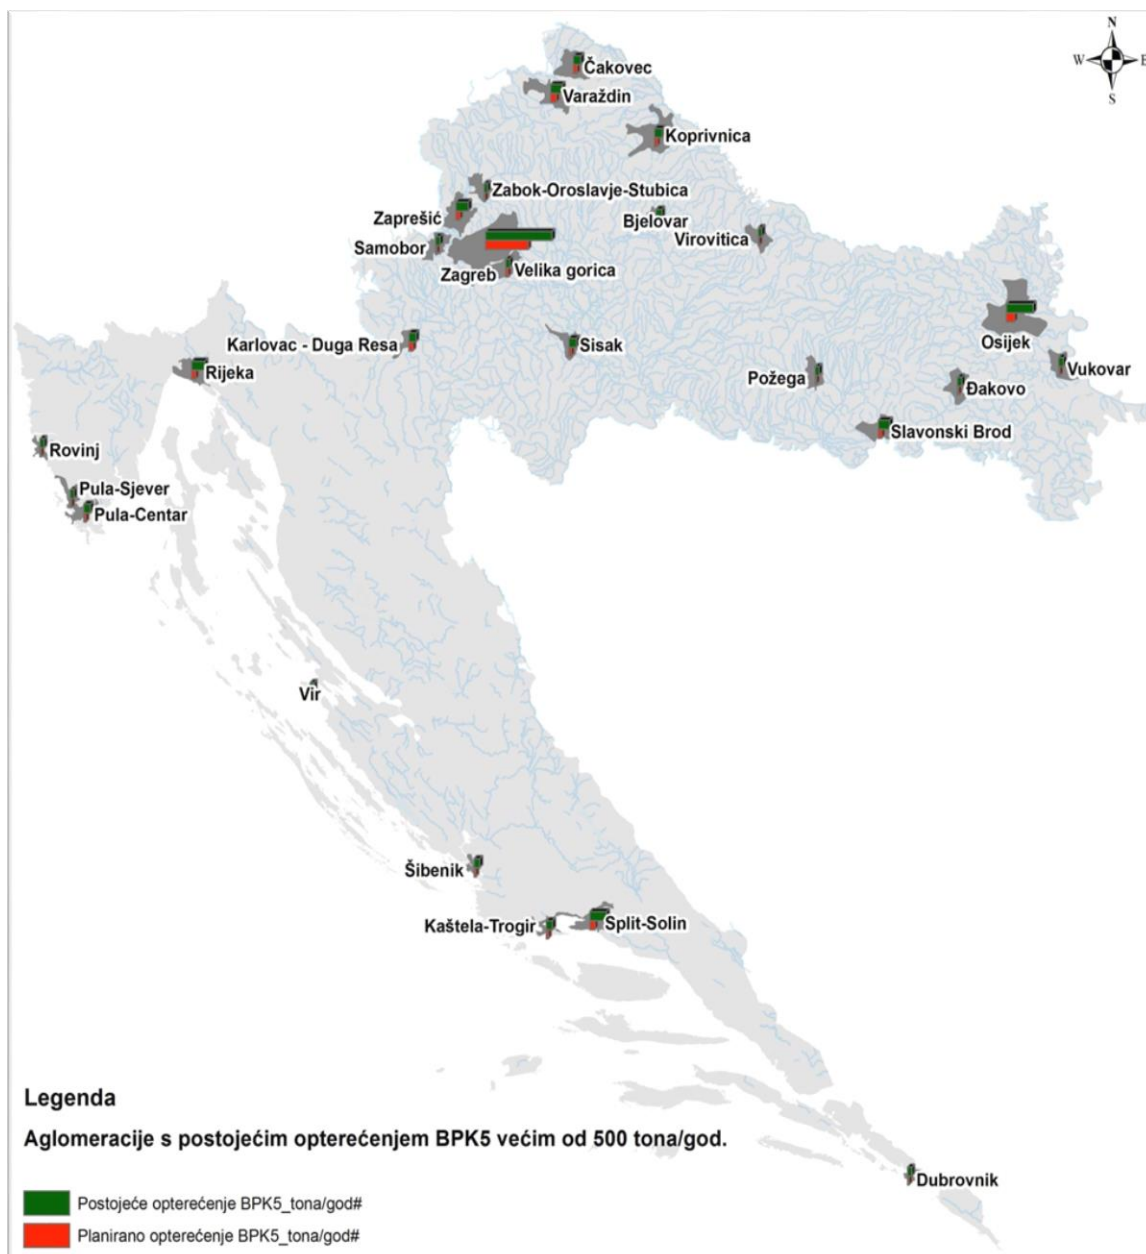 N
W
E
S
Čakovec
Varaždin
Koprivnica
Zabok-Oroslavje-Stubica
Zaprešić
Bjelovar
Virovitica
Samobor
Zagreb
Velika gorica
Osijek
Karlovac - Duga Resa
Sisak
Vukovar
Rijeka
Požega
Đakovo
Slavonski Brod
Rovinj
Pula-Sjever
Pula-Centar
Vir
Šibenik
Kaštela-Trogir
Split-Solin
Legenda
Aglomeracije s postojećim opterećenjem BPK5 većim od 500 tona/god.
Dubrovnik
Postojeće opterećenje BPK5_tona/god#
Planirano opterećenje BPK5_tona/god#